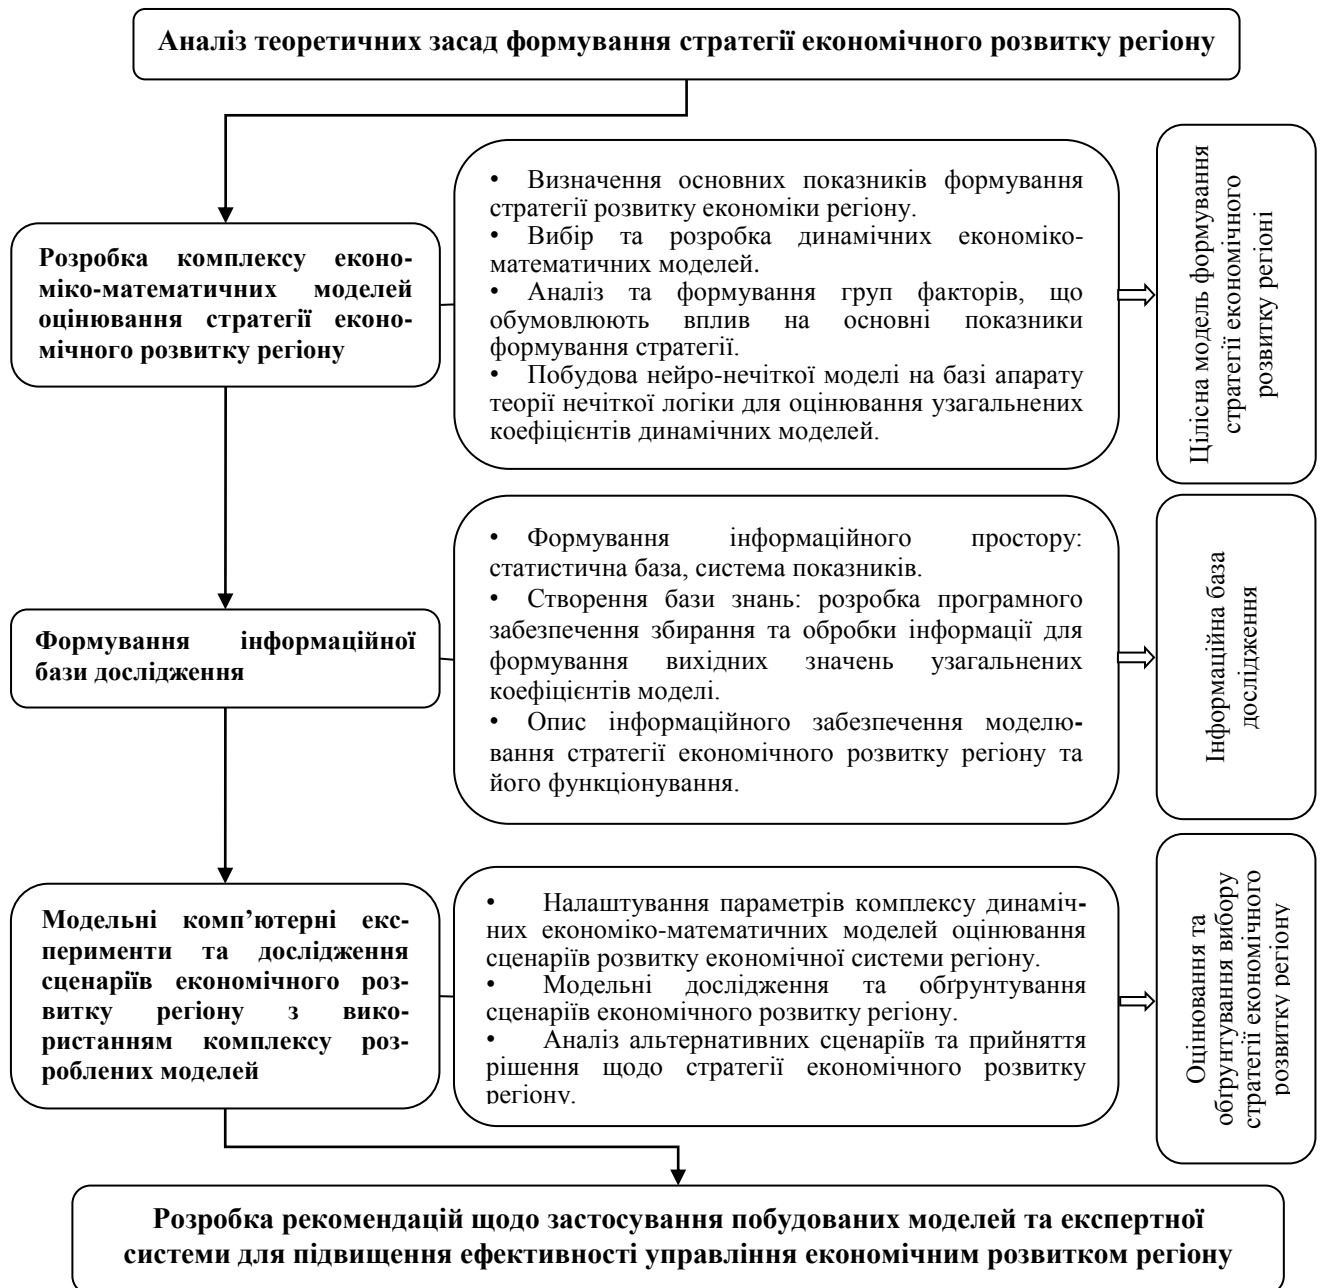 Аналіз теоретичних засад формування стратегії економічного розвитку регіону
Розробка комплексу еконо-
міко-математичних моделей
оцінювання стратегії еконо-
мічного розвитку регіону
• Визначення основних показників формування
стратегії розвитку економіки регіону.
• Вибір та розробка динамічних економіко-
математичних моделей.
• Аналіз та формування груп факторів, що
обумовлюють вплив на основні показники
формування стратегії.
• Побудова нейро-нечіткої моделі на базі апарату
теорії нечіткої логіки для оцінювання узагальнених
коефіцієнтів динамічних моделей.
Цілісна модель формування
стратегії економічного
розвитку регіоні
Формування інформаційної
бази дослідження
• Формування інформаційного простору:
статистична база, система показників.
• Створення бази знань: розробка програмного
забезпечення збирання та обробки інформації для
формування вихідних значень узагальнених
коефіцієнтів моделі.
• Опис інформаційного забезпечення моделю-
вання стратегії економічного розвитку регіону та
його функціонування.
Інформаційна база
дослідження
Модельні комп’ютерні екс-
перименти та дослідження
сценаріїв економічного роз-
витку регіону з вико-
ристанням комплексу роз-
роблених моделей
• Налаштування параметрів комплексу динаміч-
них економіко-математичних моделей оцінювання
сценаріїв розвитку економічної системи регіону.
• Модельні дослідження та обґрунтування
сценаріїв економічного розвитку регіону.
• Аналіз альтернативних сценаріїв та прийняття
рішення щодо стратегії економічного розвитку
регіону.
Оцінювання та
обґрунтування вибору
стратегії економічного
розвитку регіону
Розробка рекомендацій щодо застосування побудованих моделей та експертної
системи для підвищення ефективності управління економічним розвитком регіону